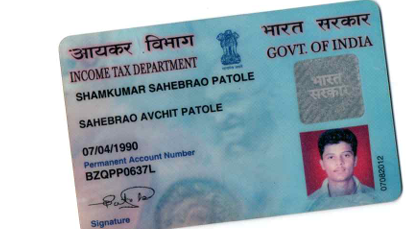 आयकर विभाग
भारत सरकार
INCOME TAX DEPARTMENT
GOVT. OF INDIA
SHAMKUMAR SAHEBRAO PATOLE
SAHEBRAO AVCHIT PATOLE
भारत
सरकार
07/04/1990
Permanent Account Number
BZQPP0637L
Signature
07082012